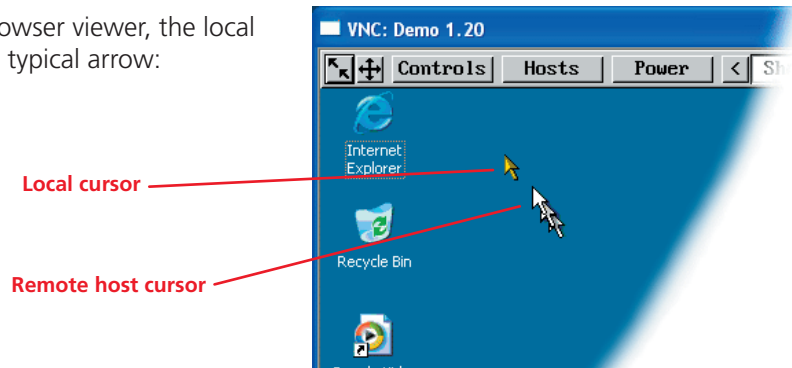 owser viewer, the local
typical arrow:
VNC: Demo 1.20
Controls Hosts Power < Sh
Internet
Explorer
Local cursor
Recycle Bin
Remote host cursor